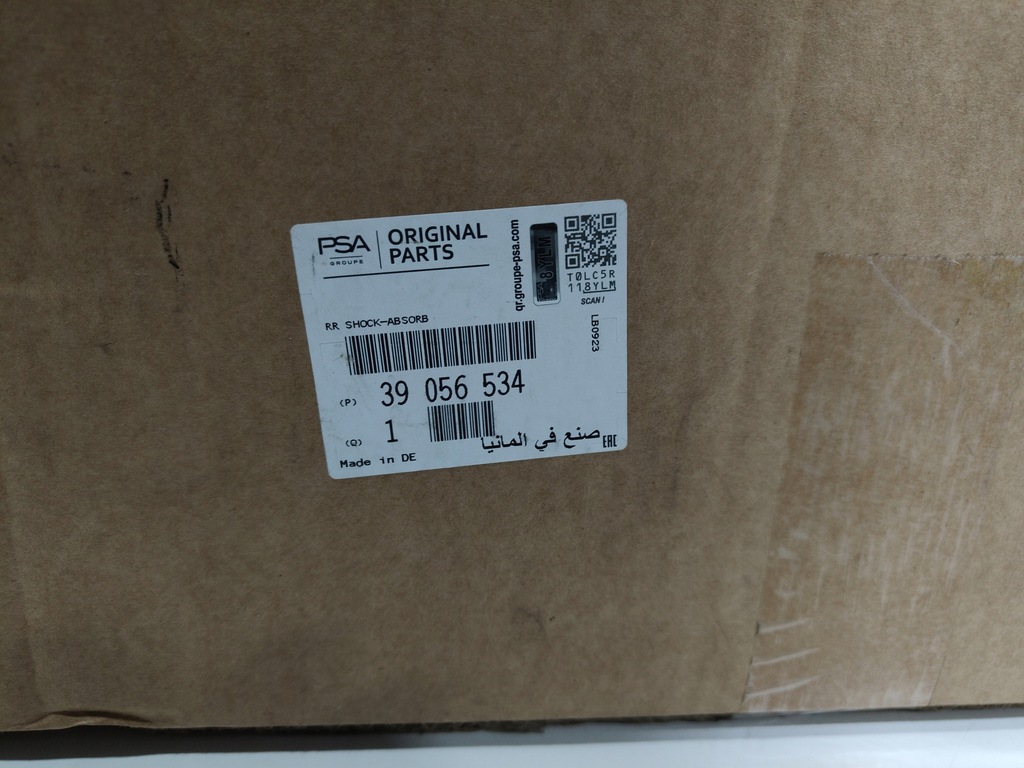 PSA
GROUPE
ORIGINAL
PARTS
qr.groupe-psa.com
T0LC5R
118YLM
SCAN!
RR SHOCK-ABSORB
LB0923
(P) 39 056 534
(Q) 1
صنع في المانيا
EAC
Made in DE